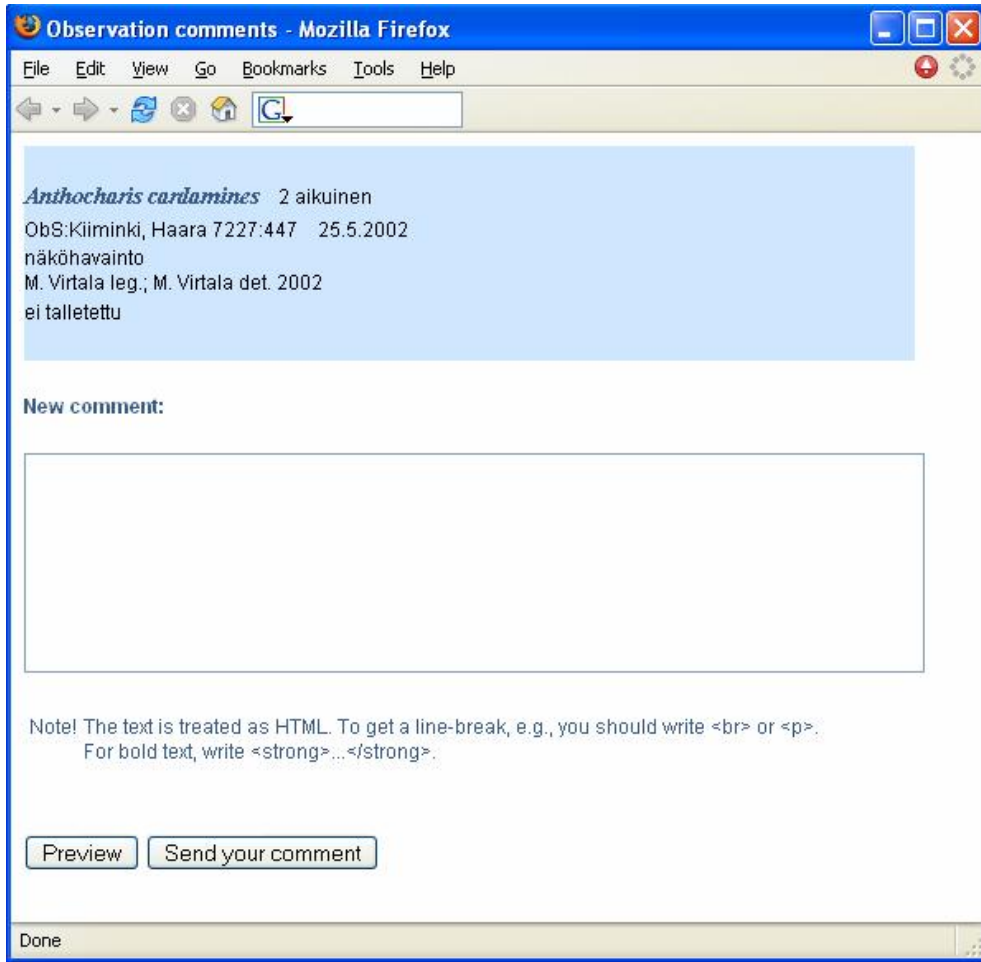 Observation comments - Mozilla Firefox
File Edit View Go Bookmarks Tools Help
G
Anthocharis cardamines 2 aikuinen
ObS:Kiiminki, Haara 7227:447 25.5.2002
näköhavainto
M. Virtala leg.; M. Virtala det. 2002
ei talletettu
New comment:
Note! The text is treated as HTML. To get a line-break, e.g., you should write <br> or <p>.
For bold text, write <strong>...</strong>.
Preview Send your comment
Done